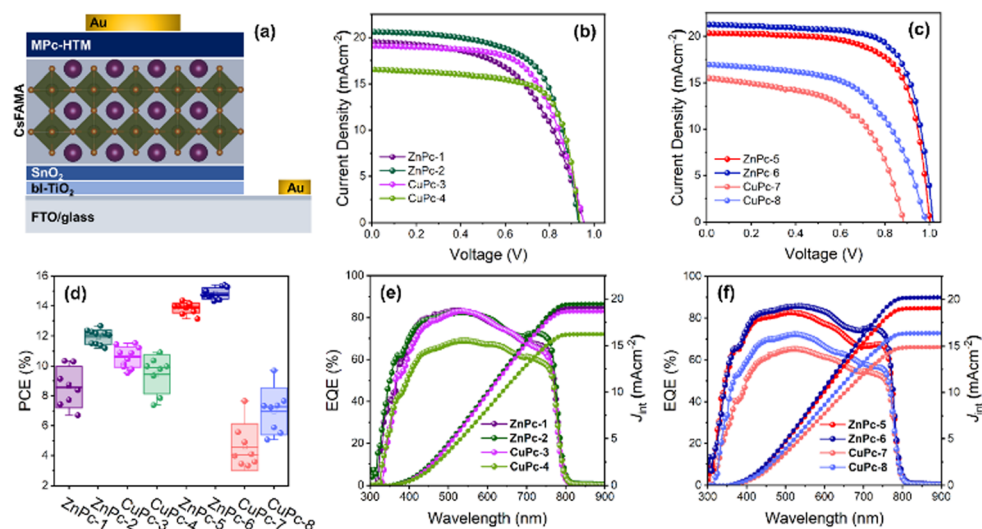 Au
(a)
MPc-HTM
CsFAMA
SnO2
bl-TiO2
Au
FTO/glass
(b)
Current Density (mAcm-2)
20
15
10
5
0
ZnPc-1
ZnPc-2
CuPc-3
CuPc-4
0.0 0.2 0.4 0.6 0.8 1.0
Voltage (V)
(c)
Current Density (mAcm-2)
20
15
10
5
0
ZnPc-5
ZnPc-6
CuPc-7
CuPc-8
0.0 0.2 0.4 0.6 0.8 1.0
Voltage (V)
(d)
PCE (%)
16
14
12
10
8
6
4
2
ZnPc-1 ZnPc-2 CuPc-3 CuPc-4 ZnPc-5 ZnPc-6 CuPc-7 CuPc-8
(e)
EQE (%)
100
80
60
40
20
0
Jint (mAcm-2)
20
15
10
5
0
ZnPc-1
ZnPc-2
CuPc-3
CuPc-4
300 400 500 600 700 800 900
Wavelength (nm)
(f)
EQE (%)
100
80
60
40
20
0
Jint (mAcm-2)
20
15
10
5
0
ZnPc-5
ZnPc-6
CuPc-7
CuPc-8
300 400 500 600 700 800 900
Wavelength (nm)